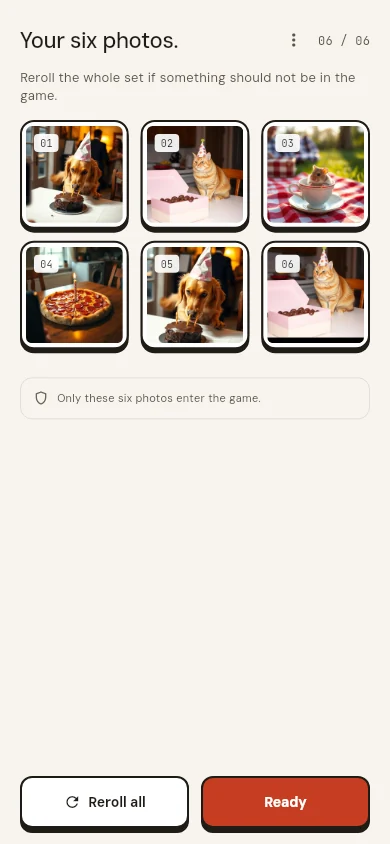 Your six photos.
06 / 06
Reroll the whole set if something should not be in the
game.
01
02
03
04
05
06
Only these six photos enter the game.
Reroll all
Ready